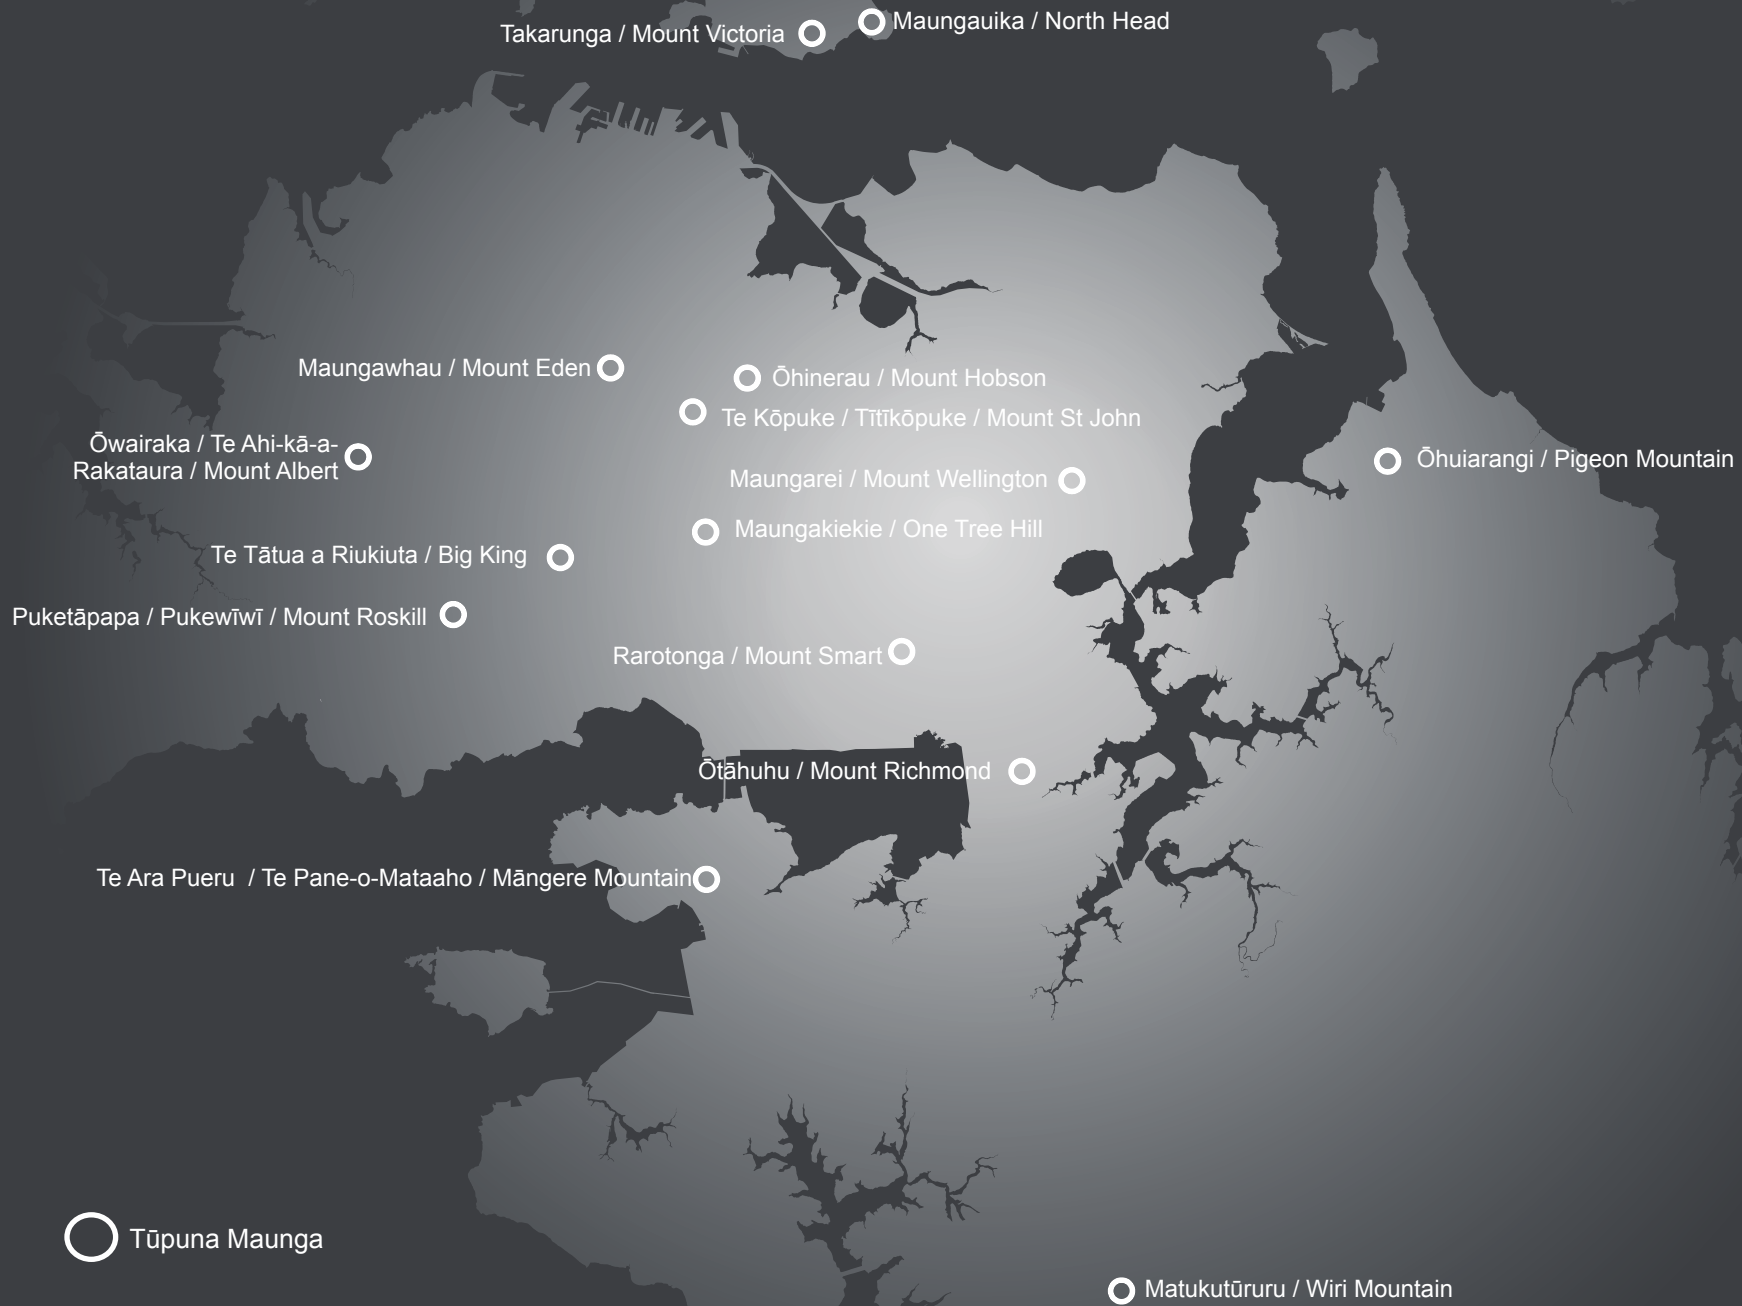 Maungauika / North Head
Takarunga / Mount Victoria
Maungawhau / Mount Eden
Ōhinerau / Mount Hobson
Te Kōpuke / Tītīkōpuke / Mount St John
Ōwairaka / Te Ahi-kā-a-
Rakataura / Mount Albert
Ōhuiarangi / Pigeon Mountain
Maungarei / Mount Wellington
Maungakiekie / One Tree Hill
Te Tātua a Riukiuta / Big King
Puketāpapa / Pukewīwī / Mount Roskill
Rarotonga / Mount Smart
Ōtāhuhu / Mount Richmond
Te Ara Pueru / Te Pane-o-Mataaho / Māngere Mountain
Tūpuna Maunga
Matukutūruru / Wiri Mountain